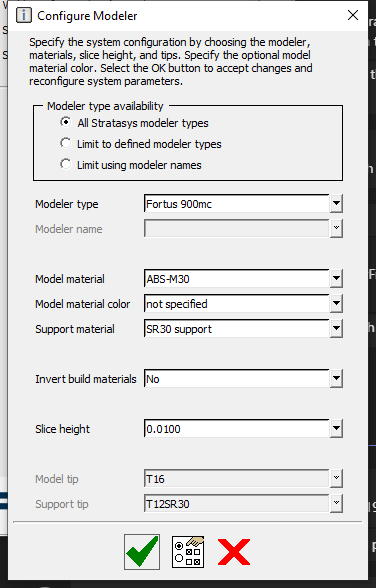 Configure Modeler
Specify the system configuration by choosing the modeler,
materials, slice height, and tips. Specify the optional model
material color. Select the OK button to accept changes and
reconfigure system parameters.
Modeler type availability
All Stratasys modeler types
Limit to defined modeler types
Limit using modeler names
Modeler type Fortus 900mc
Modeler name
Model material ABS-M30
Model material color not specified
Support material SR30 support
Invert build materials No
Slice height 0.0100
Model tip T16
Support tip T12SR30